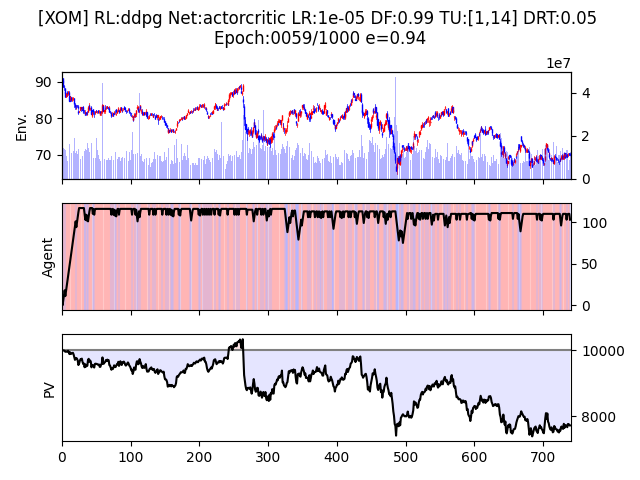 [XOM] RL:ddpg Net:actorcritic LR:1e-05 DF:0.99 TU:[1,14] DRT:0.05
Epoch:0059/1000 e=0.94
1e7
Env.
90
80
70
4
2
0
Agent
100
50
0
PV
10000
8000
0 100 200 300 400 500 600 700